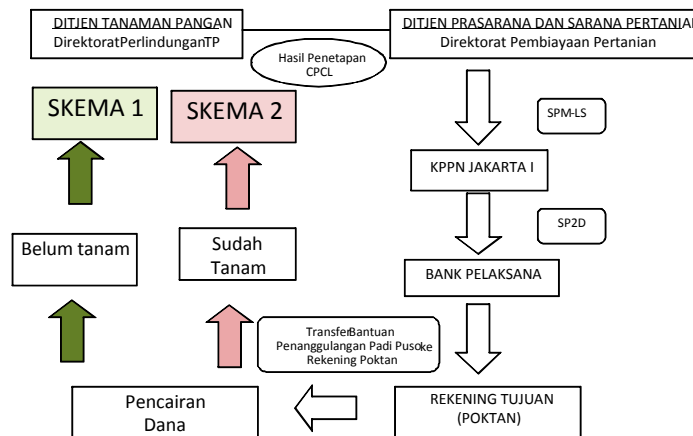 DITJEN TANAMAN PANGAN
DirektoratPerlindunganTP
DITJEN PRASARANA DAN SARANA PERTANIAN
Direktorat Pembiayaan Pertanian
Hasil Penetapan
CPCL
SKEMA 1
SKEMA 2
SPM-LS
KPPN JAKARTA I
SP2D
Belum tanam
Sudah
Tanam
BANK PELAKSANA
TransferBantuan
Penanggulangan Padi Pusoke
Rekening Poktan
Pencairan
Dana
REKENING TUJUAN
(POKTAN)